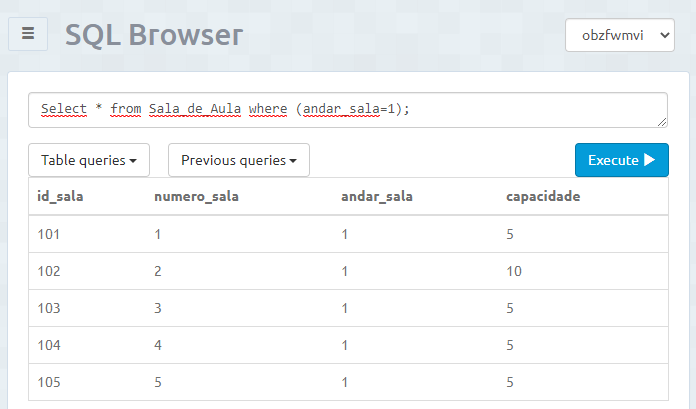 SQL Browser
obzfwmvi
Select * from Sala_de_Aula where (andar_sala=1);
Table queries
Previous queries
Execute
id_sala numero_sala andar_sala capacidade
101 1 1 5
102 2 1 10
103 3 1 5
104 4 1 5
105 5 1 5